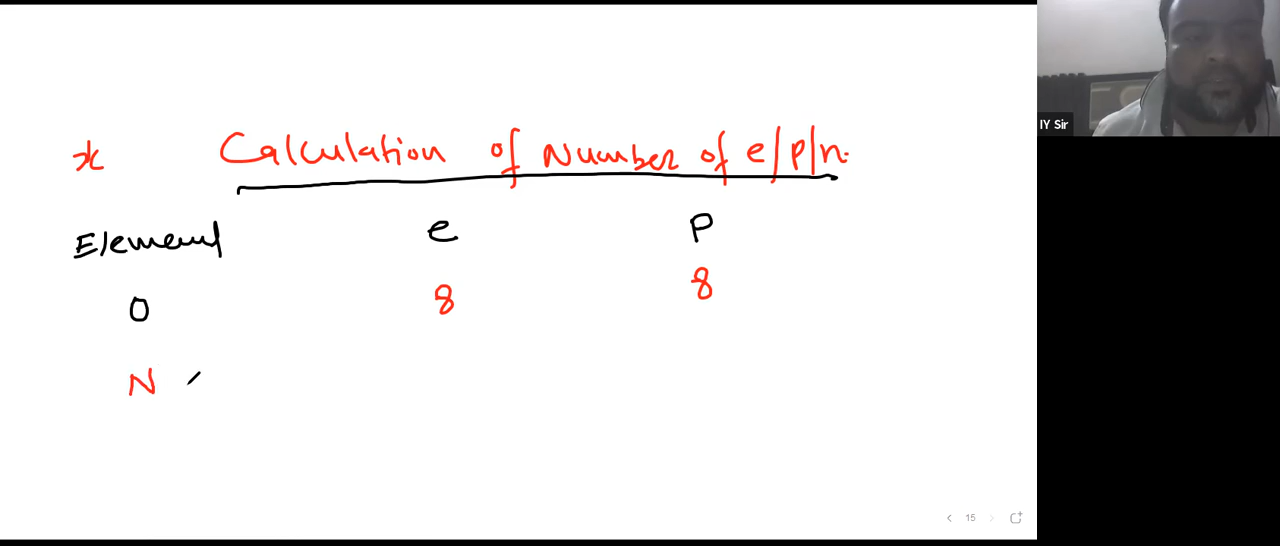 x Calculation of Number of e/p/n.
Element e P
O 8 8
N
IY Sir
15